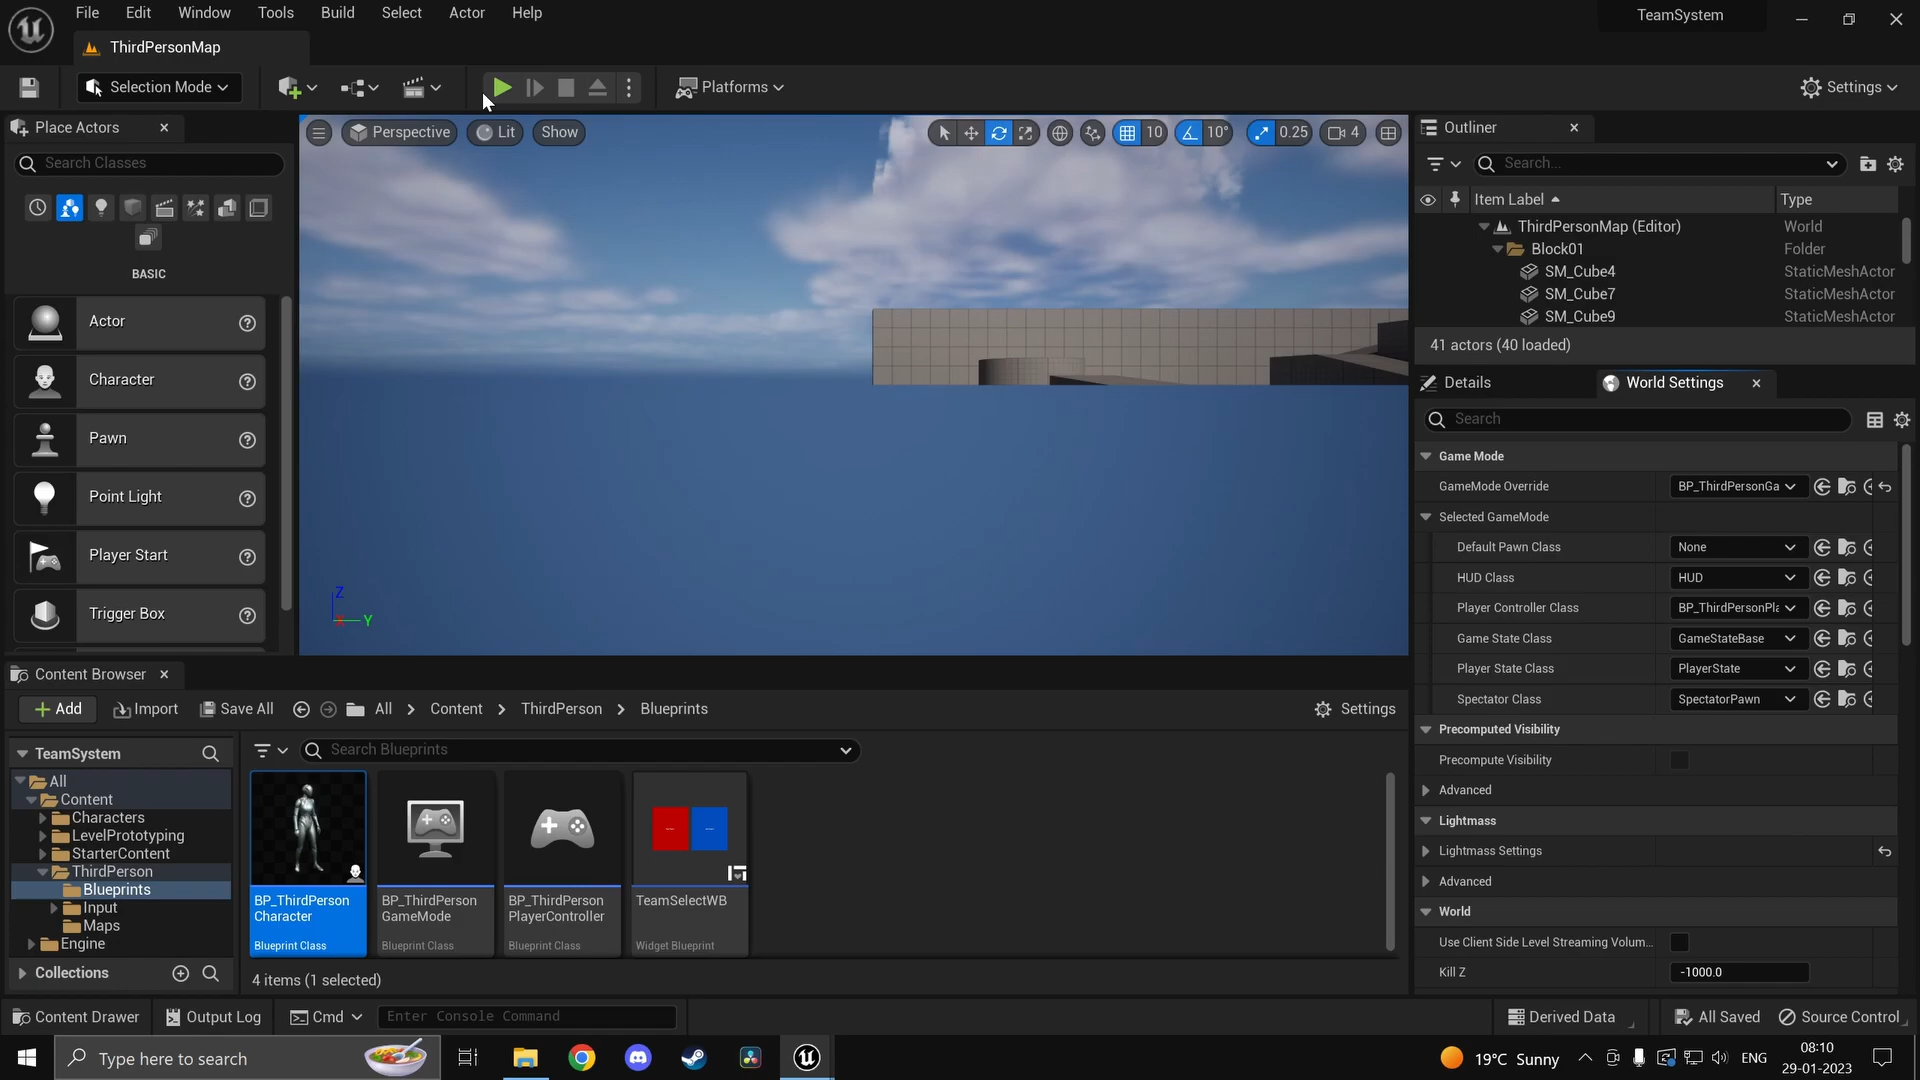 File Edit Window Tools Build Select Actor Help
TeamSystem
ThirdPersonMap
Selection Mode
Platforms
Settings
Place Actors
Search Classes
BASIC
Actor
Character
Pawn
Point Light
Player Start
Trigger Box
Perspective Lit Show
10 10° 0.25 4
Z
X Y
Outliner
Search...
Item Label Type
ThirdPersonMap (Editor) World
Block01 Folder
SM_Cube4 StaticMeshActor
SM_Cube7 StaticMeshActor
SM_Cube9 StaticMeshActor
41 actors (40 loaded)
Details World Settings
Search
Game Mode
GameMode Override BP_ThirdPersonGa
Selected GameMode
Default Pawn Class None
HUD Class HUD
Player Controller Class BP_ThirdPersonPla
Game State Class GameStateBase
Player State Class PlayerState
Spectator Class SpectatorPawn
Precomputed Visibility
Precompute Visibility
Advanced
Lightmass
Lightmass Settings
Advanced
World
Use Client Side Level Streaming Volum...
Kill Z -1000.0
Content Browser
Add Import Save All All Content ThirdPerson Blueprints Settings
TeamSystem
Search Blueprints
All
Content
Characters
LevelPrototyping
StarterContent
ThirdPerson
Blueprints
Input
Maps
Engine
Collections
BP_ThirdPerson
Character
Blueprint Class
BP_ThirdPerson
GameMode
Blueprint Class
BP_ThirdPerson
PlayerController
Blueprint Class
TeamSelectWB
Widget Blueprint
4 items (1 selected)
Content Drawer Output Log Cmd Enter Console Command Derived Data All Saved Source Control
Type here to search
19°C Sunny ENG
08:10
29-01-2023